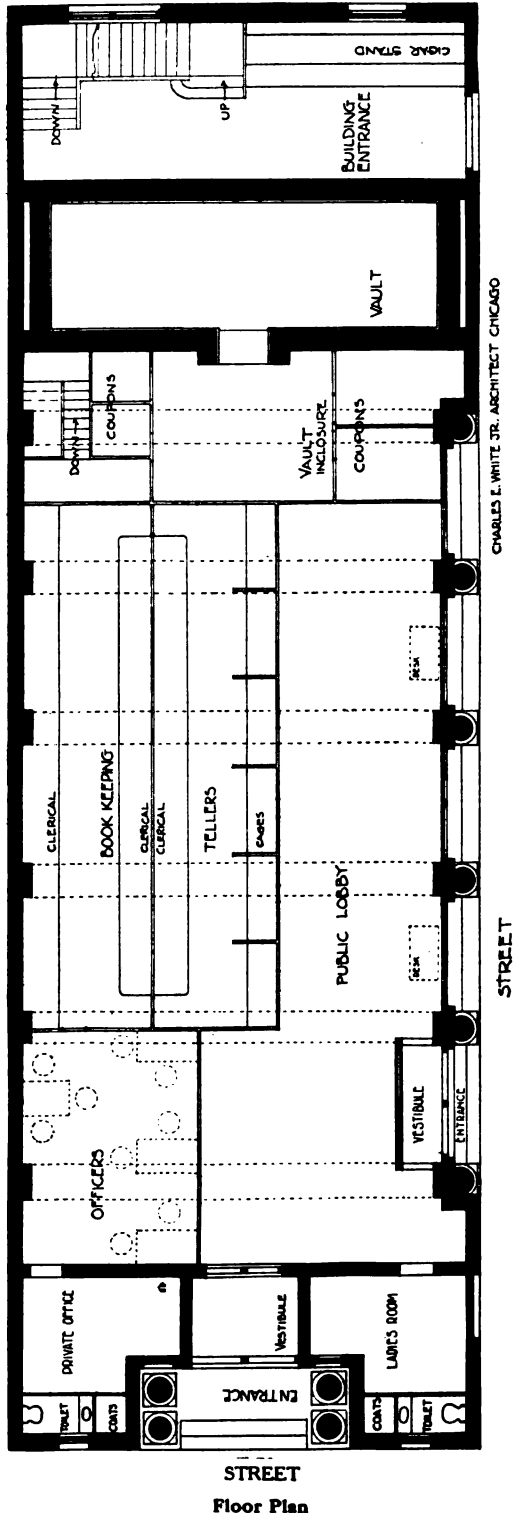 CIGAR STAND
DOWN
UP
BUILDING
ENTRANCE
VAULT
DOWN
COUPONS
VAULT
INCLOSURE
COUPONS
CLERICAL
BOOK KEEPING
CLERICAL
CLERICAL
TELLERS
CAGES
PUBLIC LOBBY
DESK
DESK
OFFICERS
VESTIBULE
ENTRANCE
PRIVATE OFFICE
VESTIBULE
LADIES ROOM
TOILET
COATS
ENTRANCE
COATS
TOILET
CHARLES E. WHITE JR. ARCHITECT CHICAGO
STREET
STREET
Floor Plan